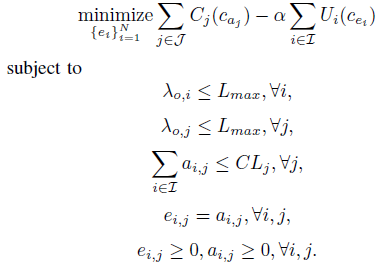 minimize ∑ C_j(c_{a_j}) − α ∑ U_i(c_{e_i})
{e_i}_{i=1}^N j∈𝒥 i∈ℐ
subject to
λ_{o,i} ≤ L_{max}, ∀i,
λ_{o,j} ≤ L_{max}, ∀j,
∑ a_{i,j} ≤ CL_j, ∀j,
i∈ℐ
e_{i,j} = a_{i,j}, ∀i, j,
e_{i,j} ≥ 0, a_{i,j} ≥ 0, ∀i, j.